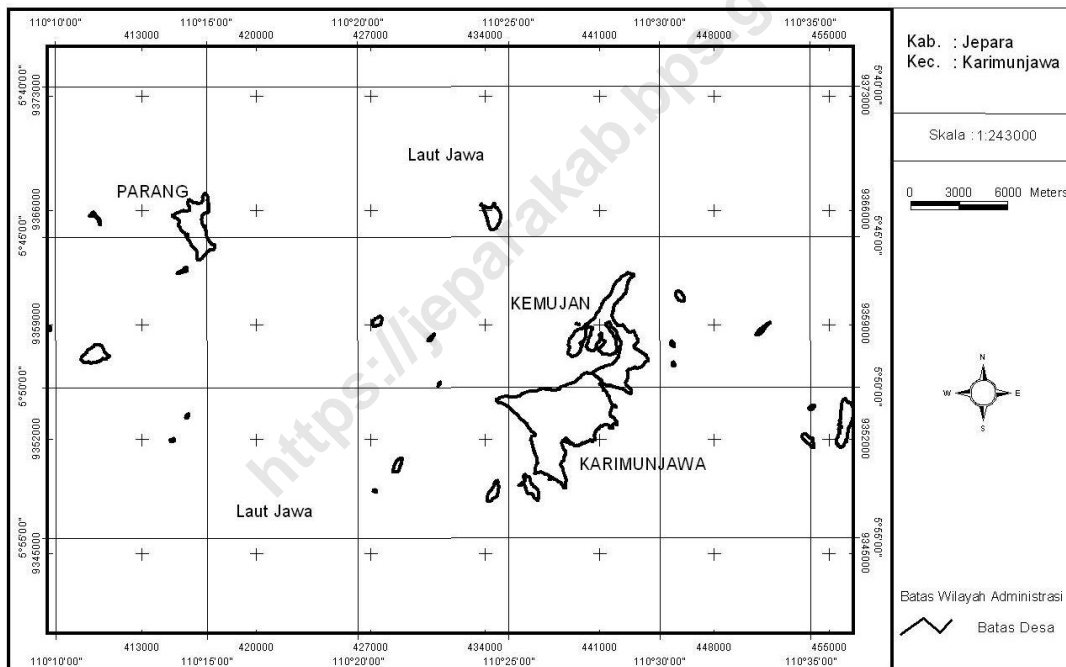 110°10'00" 110°15'00" 110°20'00" 110°25'00" 110°30'00" 110°35'00"
413000 420000 427000 434000 441000 448000 455000
Kab. : Jepara
Kec. : Karimunjawa
Skala : 1:243000
0 3000 6000 Meters
5°40'00" 9373000
5°40'00" 9373000
Laut Jawa
PARANG
9366000
9366000
5°45'00"
5°45'00"
KEMUJAN
9359000
9359000
N
W E
S
5°50'00"
5°50'00"
9352000
9352000
KARIMUNJAWA
Laut Jawa
5°55'00"
5°55'00"
9345000
9345000
Batas Wilayah Administrasi
Batas Desa
413000 420000 427000 434000 441000 448000 455000
110°10'00" 110°15'00" 110°20'00" 110°25'00" 110°30'00" 110°35'00"
https://jeparakab.bps.g